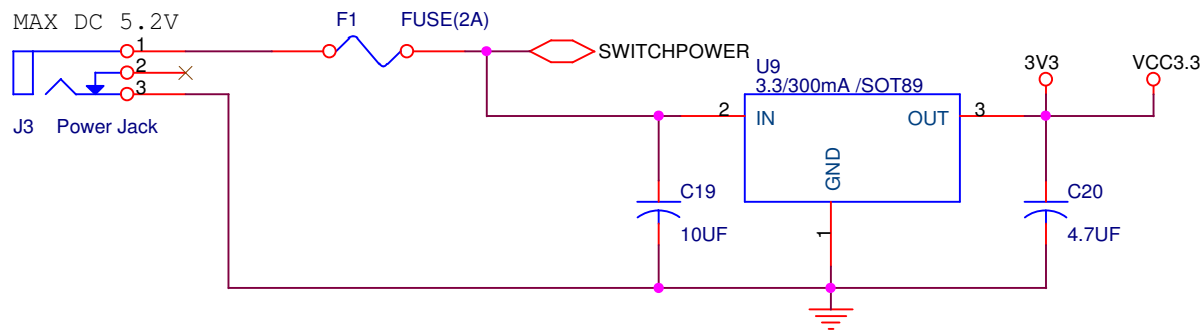 MAX DC 5.2V
F1 FUSE(2A)
1
2
3
J3 Power Jack
SWITCHPOWER
U9
3.3/300mA /SOT89
2 IN OUT 3
GND
1
3V3 VCC3.3
C19
10UF
C20
4.7UF